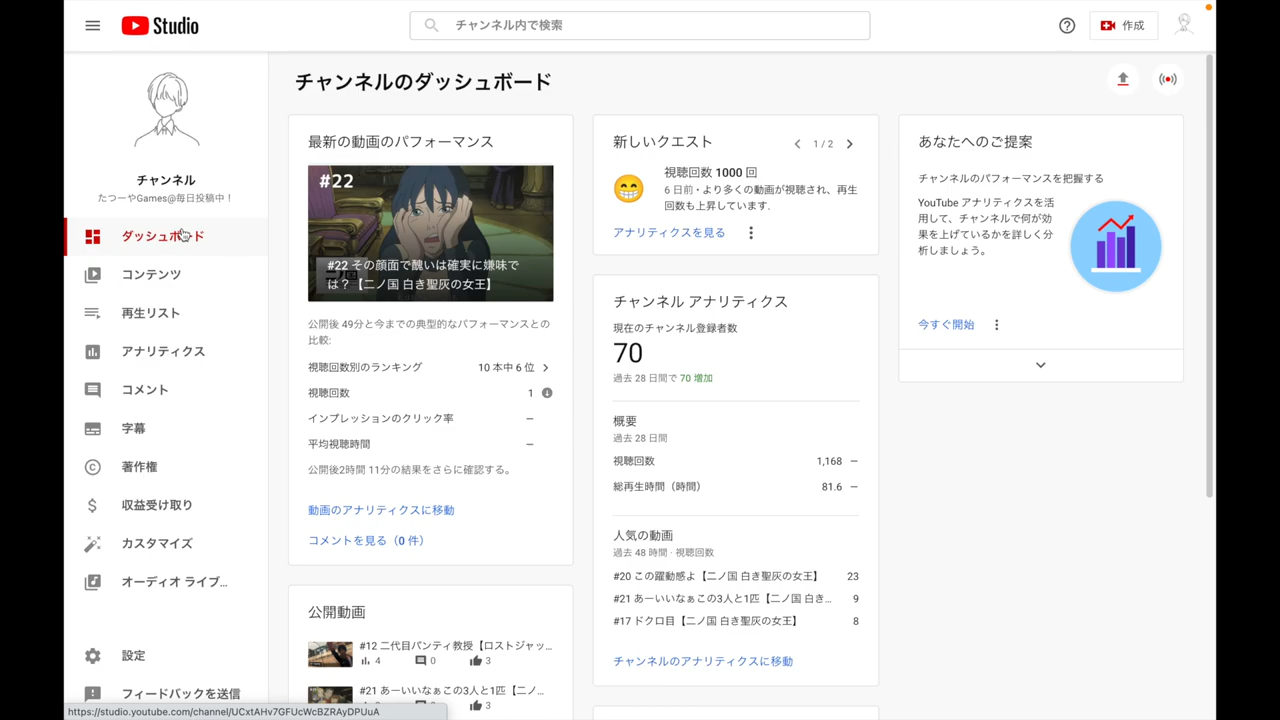 Studio
チャンネル内で検索
作成
チャンネル
たつーやGames@毎日投稿中！
ダッシュボード
コンテンツ
再生リスト
アナリティクス
コメント
字幕
著作権
収益受け取り
カスタマイズ
オーディオ ライブ...
設定
フィードバックを送信
https://studio.youtube.com/channel/UCxtAHv7GFUcWcBZRAyDPUuA
チャンネルのダッシュボード
最新の動画のパフォーマンス
#22
#22 その顔面で醜いは確実に嫌味で
は？【二ノ国 白き聖灰の女王】
公開後 49分と今までの典型的なパフォーマンスとの
比較:
視聴回数別のランキング 10 本中 6 位
視聴回数 1
インプレッションのクリック率 –
平均視聴時間 –
公開後2時間 11分の結果をさらに確認する。
動画のアナリティクスに移動
コメントを見る（0 件）
公開動画
#12 二代目パンティ教授【ロストジャッ...
4 0 3
#21 あーいいなぁこの3人と1匹【二ノ...
3
新しいクエスト
1 / 2
視聴回数 1000 回
6 日前 · より多くの動画が視聴され、再生
回数も上昇しています.
アナリティクスを見る
チャンネル アナリティクス
現在のチャンネル登録者数
70
過去 28 日間で 70 増加
概要
過去 28 日間
視聴回数 1,168 –
総再生時間（時間） 81.6 –
人気の動画
過去 48 時間 · 視聴回数
#20 この躍動感よ【二ノ国 白き聖灰の女王】 23
#21 あーいいなぁこの3人と1匹【二ノ国 白き... 9
#17 ドクロ目【二ノ国 白き聖灰の女王】 8
チャンネルのアナリティクスに移動
あなたへのご提案
チャンネルのパフォーマンスを把握する
YouTube アナリティクスを活
用して、チャンネルで何が効
果を上げているかを詳しく分
析しましょう。
今すぐ開始